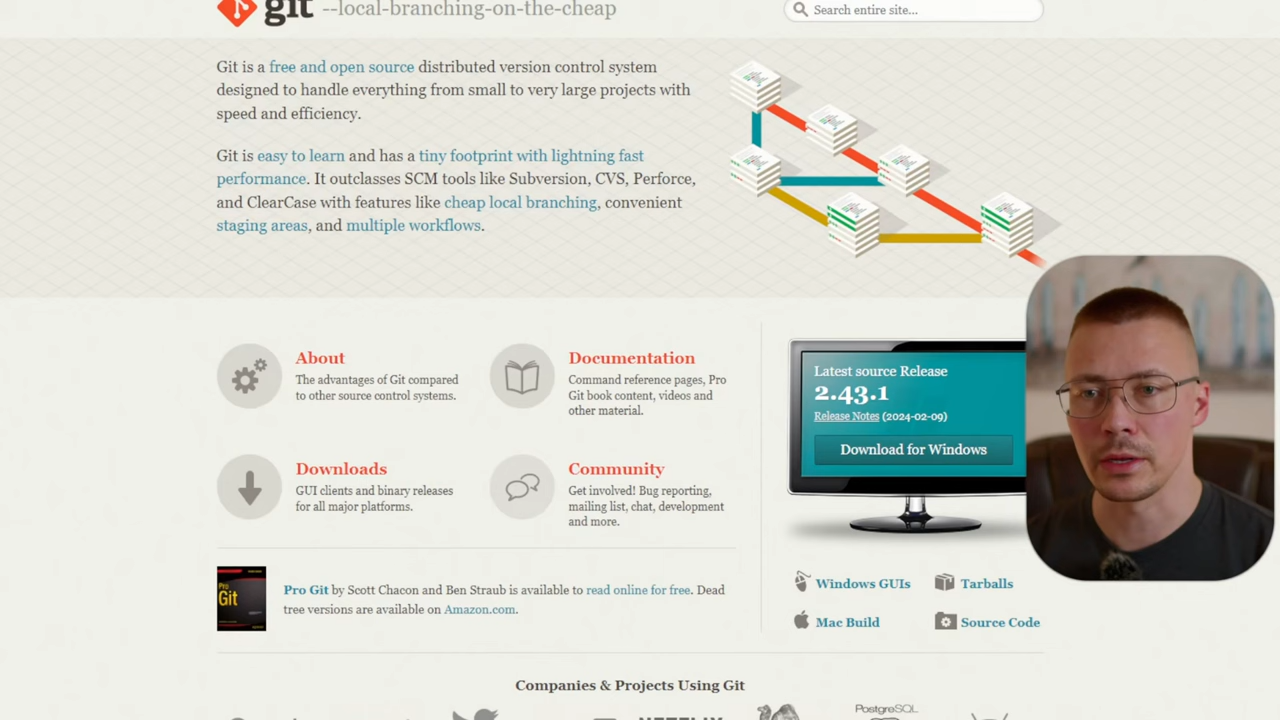 git --local-branching-on-the-cheap
Search entire site...
Git is a free and open source distributed version control system
designed to handle everything from small to very large projects with
speed and efficiency.
Git is easy to learn and has a tiny footprint with lightning fast
performance. It outclasses SCM tools like Subversion, CVS, Perforce,
and ClearCase with features like cheap local branching, convenient
staging areas, and multiple workflows.
About
The advantages of Git compared
to other source control systems.
Documentation
Command reference pages, Pro
Git book content, videos and
other material.
Downloads
GUI clients and binary releases
for all major platforms.
Community
Get involved! Bug reporting,
mailing list, chat, development
and more.
Pro
Git
Pro Git by Scott Chacon and Ben Straub is available to read online for free. Dead
tree versions are available on Amazon.com.
Latest source Release
2.43.1
Release Notes (2024-02-09)
Download for Windows
Windows GUIs
Tarballs
Mac Build
Source Code
Companies & Projects Using Git
NETFLIX
PostgreSQL